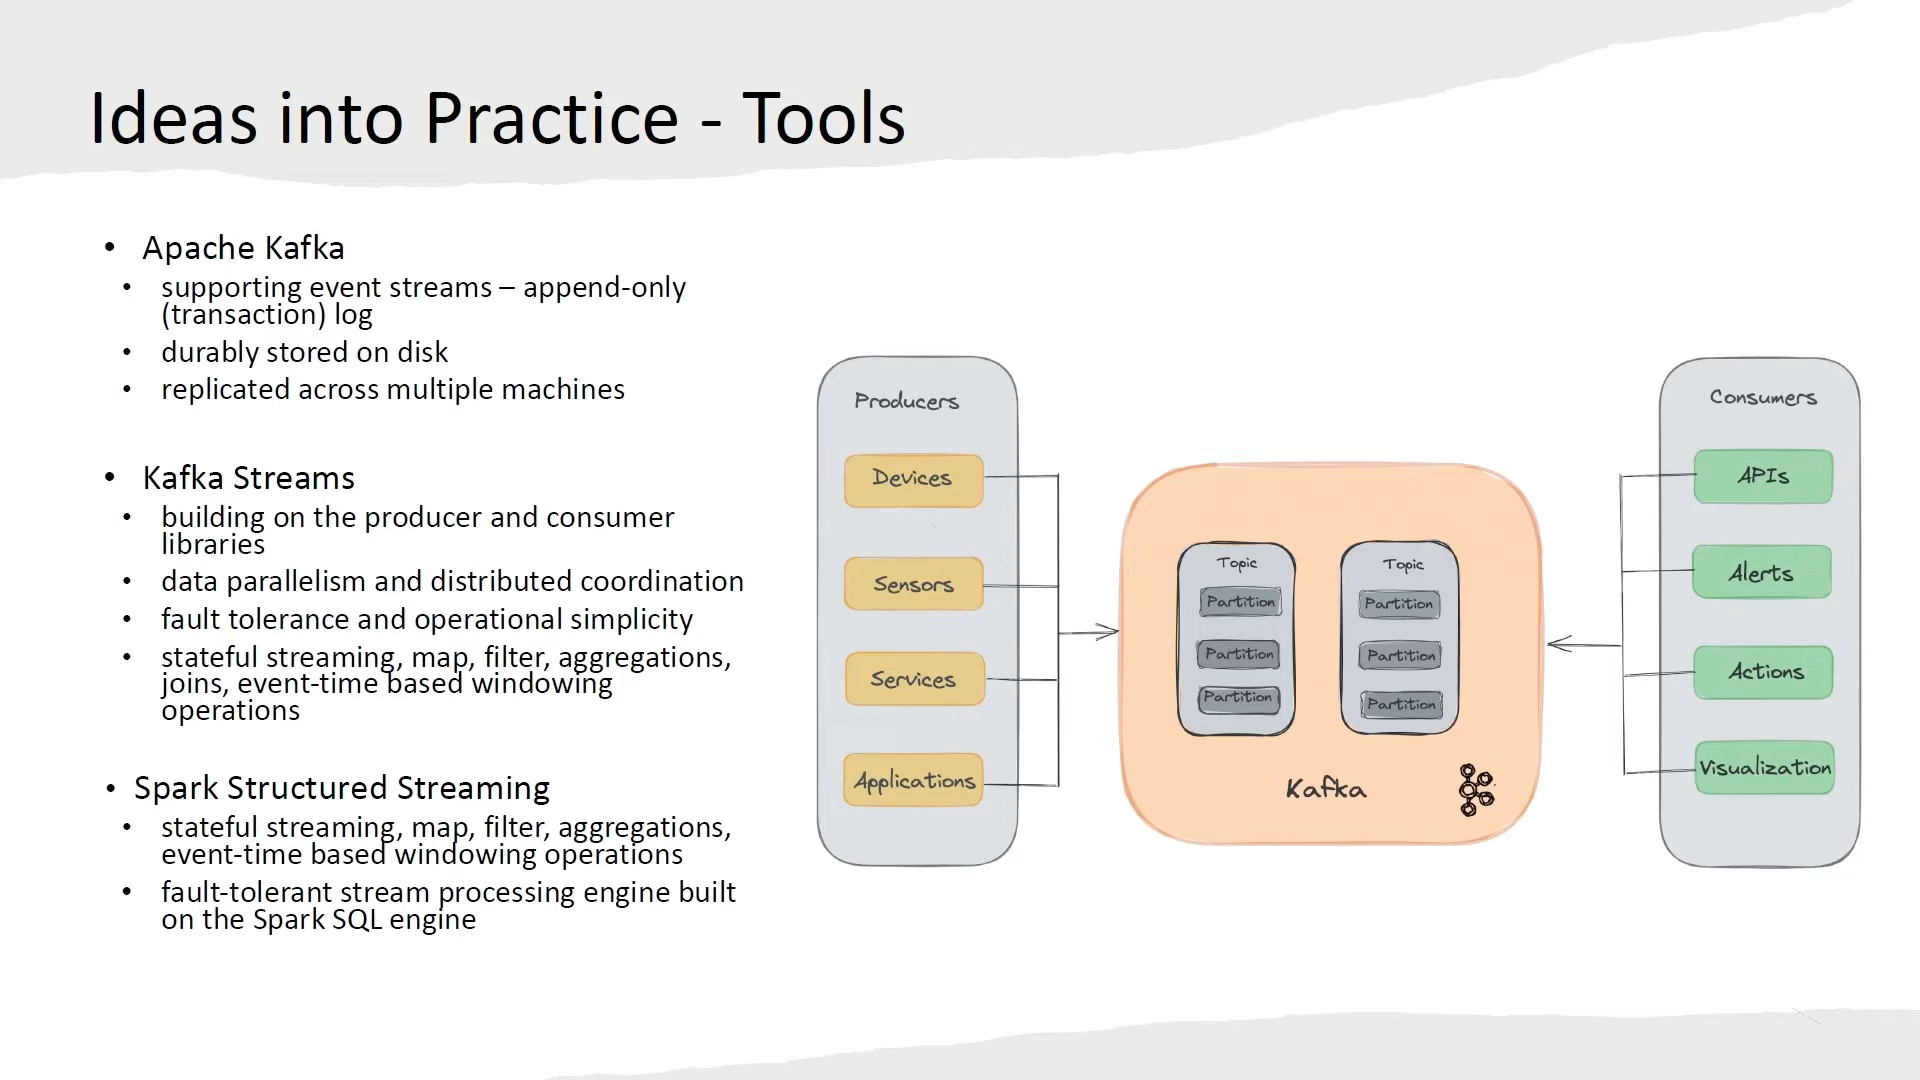 Ideas into Practice - Tools
• Apache Kafka
• supporting event streams – append-only
(transaction) log
• durably stored on disk
• replicated across multiple machines
• Kafka Streams
• building on the producer and consumer
libraries
• data parallelism and distributed coordination
• fault tolerance and operational simplicity
• stateful streaming, map, filter, aggregations,
joins, event-time based windowing
operations
• Spark Structured Streaming
• stateful streaming, map, filter, aggregations,
event-time based windowing operations
• fault-tolerant stream processing engine built
on the Spark SQL engine
Producers
Devices
Sensors
Services
Applications
Topic
Partition
Partition
Partition
Topic
Partition
Partition
Partition
Kafka
Consumers
APIs
Alerts
Actions
Visualization